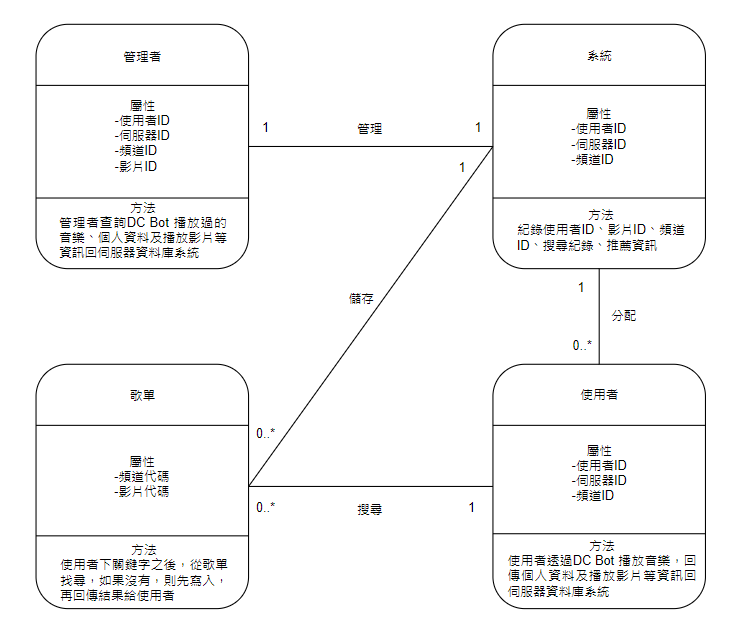 管理者
屬性
-使用者ID
-伺服器ID
-頻道ID
-影片ID
方法
管理者查詢DC Bot 播放過的
音樂、個人資料及播放影片等
資訊回伺服器資料庫系統
1
管理
1
1
系統
屬性
-使用者ID
-伺服器ID
-頻道ID
方法
紀錄使用者ID、影片ID、頻道
ID、搜尋紀錄、推薦資訊
儲存
1
分配
0..*
歌單
屬性
-頻道代碼
-影片代碼
方法
使用者下關鍵字之後，從歌單
找尋，如果沒有，則先寫入，
再回傳結果給使用者
0..*
0..*
搜尋
1
使用者
屬性
-使用者ID
-伺服器ID
-頻道ID
方法
使用者透過DC Bot 播放音樂，回
傳個人資料及播放影片等資訊回
伺服器資料庫系統